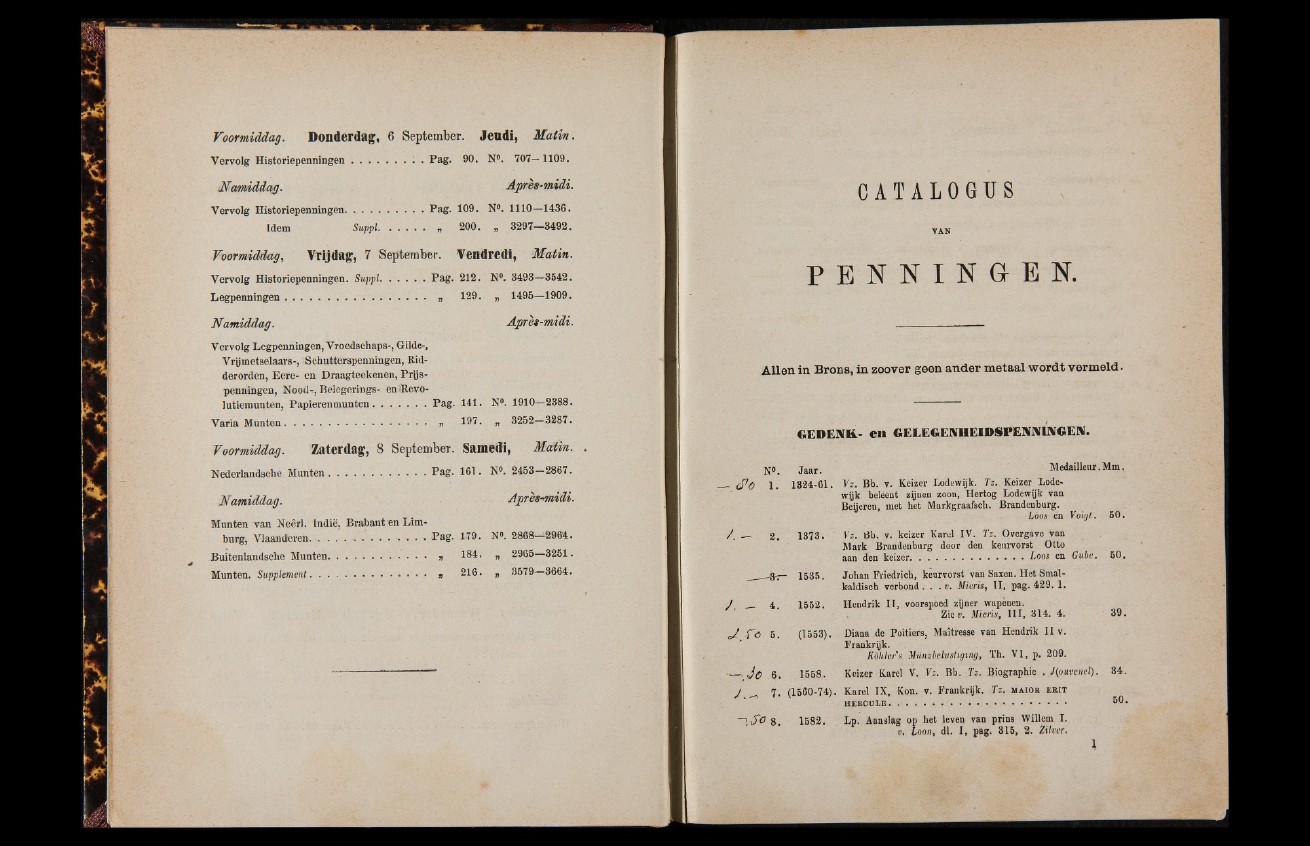 Voormiddag. Donderdag, 6 September. Jeudi, Matin.
Vervolg Historiepenningen . . . . . . . . . Pag. 90. N°. 707—1109.
Namiddag. Après-midi.
Vervolg Historiepenningen. . . . . . . . . . Pag. 109. N°. 1110—1436.
Idem Suppl. . . . . . „ 200. „ 3297—3492.
Voormiddag, Vrijdag, 7 September. Vendredi, Matin.
Vervolg Historiepenningen. Suppl. . . . . . Pag. 212. N°. 3493—3542.
Legpenningen . . . . . . . . . . . . . . . . . „ 129. „ 1495—1909.
Namiddag. Après-midi.
Vervolg Legpenningen, Vroedschaps-, Gilde-,
Vrijmetselaars-, Schutterspenningen, Rid-
derorden, Eere- en Draagteekenen, Prijs-
penningen, Nood-, Belegerings- en Revo-
lutiemunten, Papierenmunten . . . . . . . Pag. 141. N°. 1910—2388.
Varia Munten. . . . . . . . . . . . . . . . . „ 197. „ 3252—3287.
Voormiddag. Zaterdag, 8 September. Samedi, Matin.
Nederlandsche Munten . . . . . . . . . . . . Pag. 161. N°. 2453—2867.
Namiddag. Après-midi.
Munten van Neêrl. Indië, Brabant en Lim-
burg, Vlaanderen. . . . . . . . . . . . . . Pag. 179. N°. 2868—2964.
Buitenlandsche Munten. . . . . . . . . . . . „ 184. „ 2965—3251.
Munten. Supplement . . . . . . . . . . . . . . „ 216. „ 3579—3664.
CATALOGUS
VAN
PENNINGEN.
Allen in Brons, in zoover geen ander metaal wordt vermeld.
GEDENK- en GELEGENHEIDSPENNINGEN.
N°. Jaar. Medailleur. Mm.
—.80 1. 1324-61. Vz. Bb. v. Keizer Lodewijk. Tz. Keizer Lode-
wijk beleent zijnen zoon, Hertog Lodewijk van
Beijeren, met het Markgraafsch. Brandenburg.
Loos en Voigt. 50.
1.— 2. 1373. Vz. Bb. v. keizer Karel IV. Tz. Overgave van
Mark Brandenburg door den keurvorst Otto
aan den keizer. . . . . . . . . . . . . . Loos en Gube. 50.
3. 1535. Johan Friedrich, keurvorst van Saxen. Het Smal-
kaldisch verbond . . . v. Mieris, II, pag. 429. 1.
1. — 4. 1552. Hendrik II, voorspoed zijner wapenen.
Zie v. Mieris, III, 314. 4. 39.
2.50 5. (1553). Diana de Poitiers, Maîtresse van Hendrik II v.
Frankrijk.
Köhler's Münzbelustigung, Th. VI, p. 209.
—.30 6. 1558. Keizer Karel V. Vz. Bb. Tz. Biographie . J(ouvenel). 34.
1.— 7. (1560-74). Karel IX, Kon. v. Frankrijk. Tz. MAIOR ERIT
HERCULE. . . . . . . . . . . . . . . . . . . . . 50.
—.50 8. 1582. Lp. Aanslag op het leven van prins Willem I.
v. Loon, dl. I, pag. 315, 2. Zilver.
1